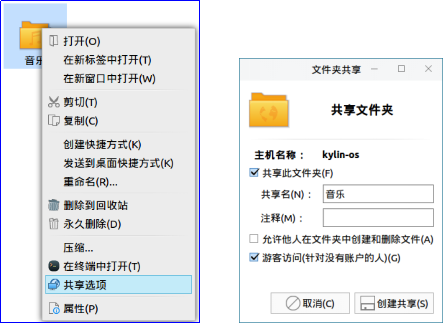 音乐
打开(O)
在新标签中打开(T)
在新窗口中打开(W)
剪切(T)
复制(C)
创建快捷方式(K)
发送到桌面快捷方式(K)
重命名(R)...
删除到回收站
永久删除(D)
压缩...
在终端中打开(T)
共享选项
属性(P)
文件夹共享
共享文件夹
主机名称： kylin-os
共享此文件夹(F)
共享名(N)： 音乐
注释(M)：
允许他人在文件夹中创建和删除文件(A)
游客访问(针对没有账户的人)(G)
取消(C) 创建共享(S)